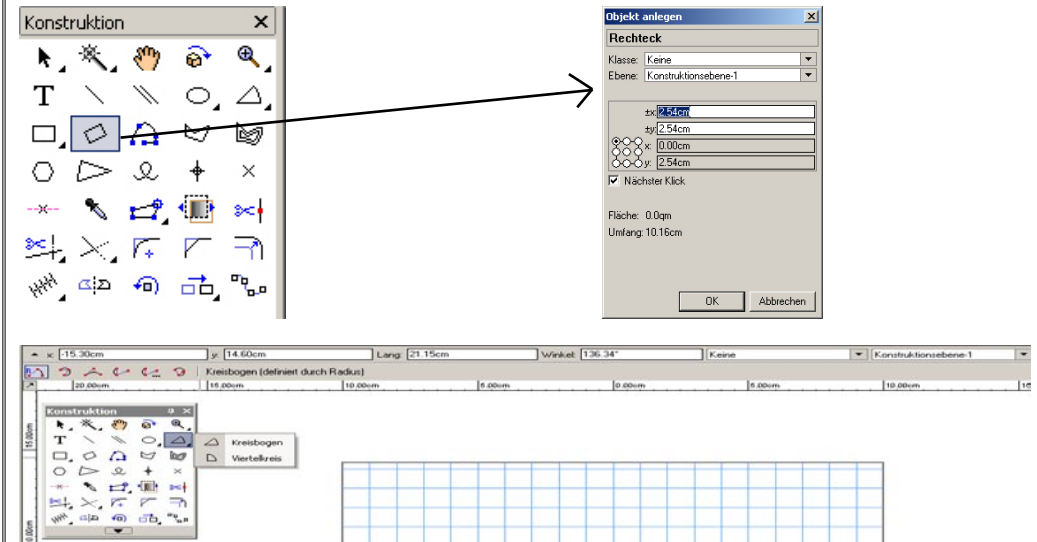 Konstruktion
T
Objekt anlegen
Rechteck
Klasse: Keine
Ebene: Konstruktionsebene-1
±x: 2.54cm
±y: 2.54cm
x: 0.00cm
y: 2.54cm
Nächster Klick
Fläche: 0.0qm
Umfang: 10.16cm
OK Abbrechen
x: -15.30cm y: 14.60cm Lang: 21.15cm Winkel: 136.34° Keine Konstruktionsebene-1
Kreisbogen (definiert durch Radius)
20.00cm 15.00cm 10.00cm 5.00cm 0.00cm 5.00cm 10.00cm
15.00cm
Konstruktion
T
Kreisbogen
Viertelkreis